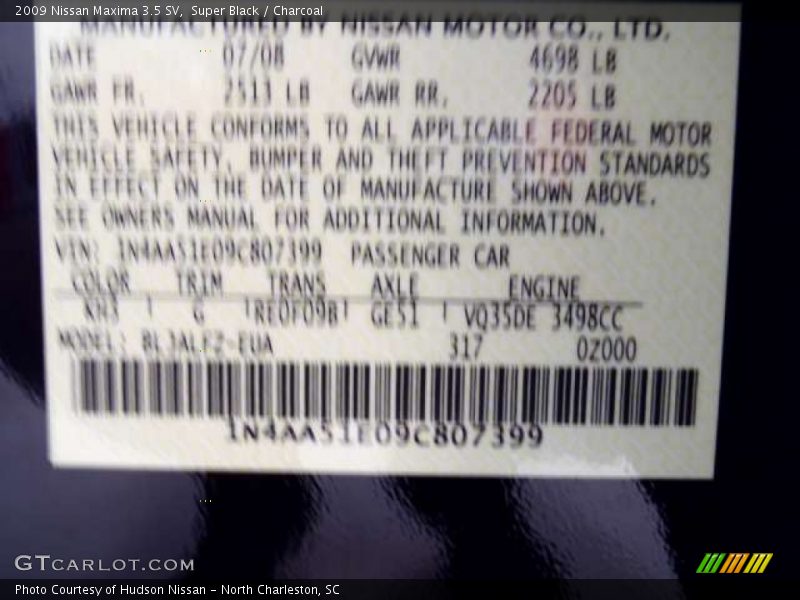 2009 Nissan Maxima 3.5 SV, Super Black / Charcoal
MANUFACTURED BY NISSAN MOTOR CO., LTD.
DATE 07/08 GVWR 4698 LB
GAWR FR. 2513 LB GAWR RR. 2205 LB
THIS VEHICLE CONFORMS TO ALL APPLICABLE FEDERAL MOTOR
VEHICLE SAFETY, BUMPER AND THEFT PREVENTION STANDARDS
IN EFFECT ON THE DATE OF MANUFACTURE SHOWN ABOVE.
SEE OWNERS MANUAL FOR ADDITIONAL INFORMATION.
VIN: 1N4AA51E09C807399 PASSENGER CAR
COLOR TRIM TRANS AXLE ENGINE
KH3 G RE0F09B GE51 VQ35DE 3498CC
MODEL: 317 0Z000
1N4AA51E09C807399
GTCARLOT.COM
Photo Courtesy of Hudson Nissan - North Charleston, SC